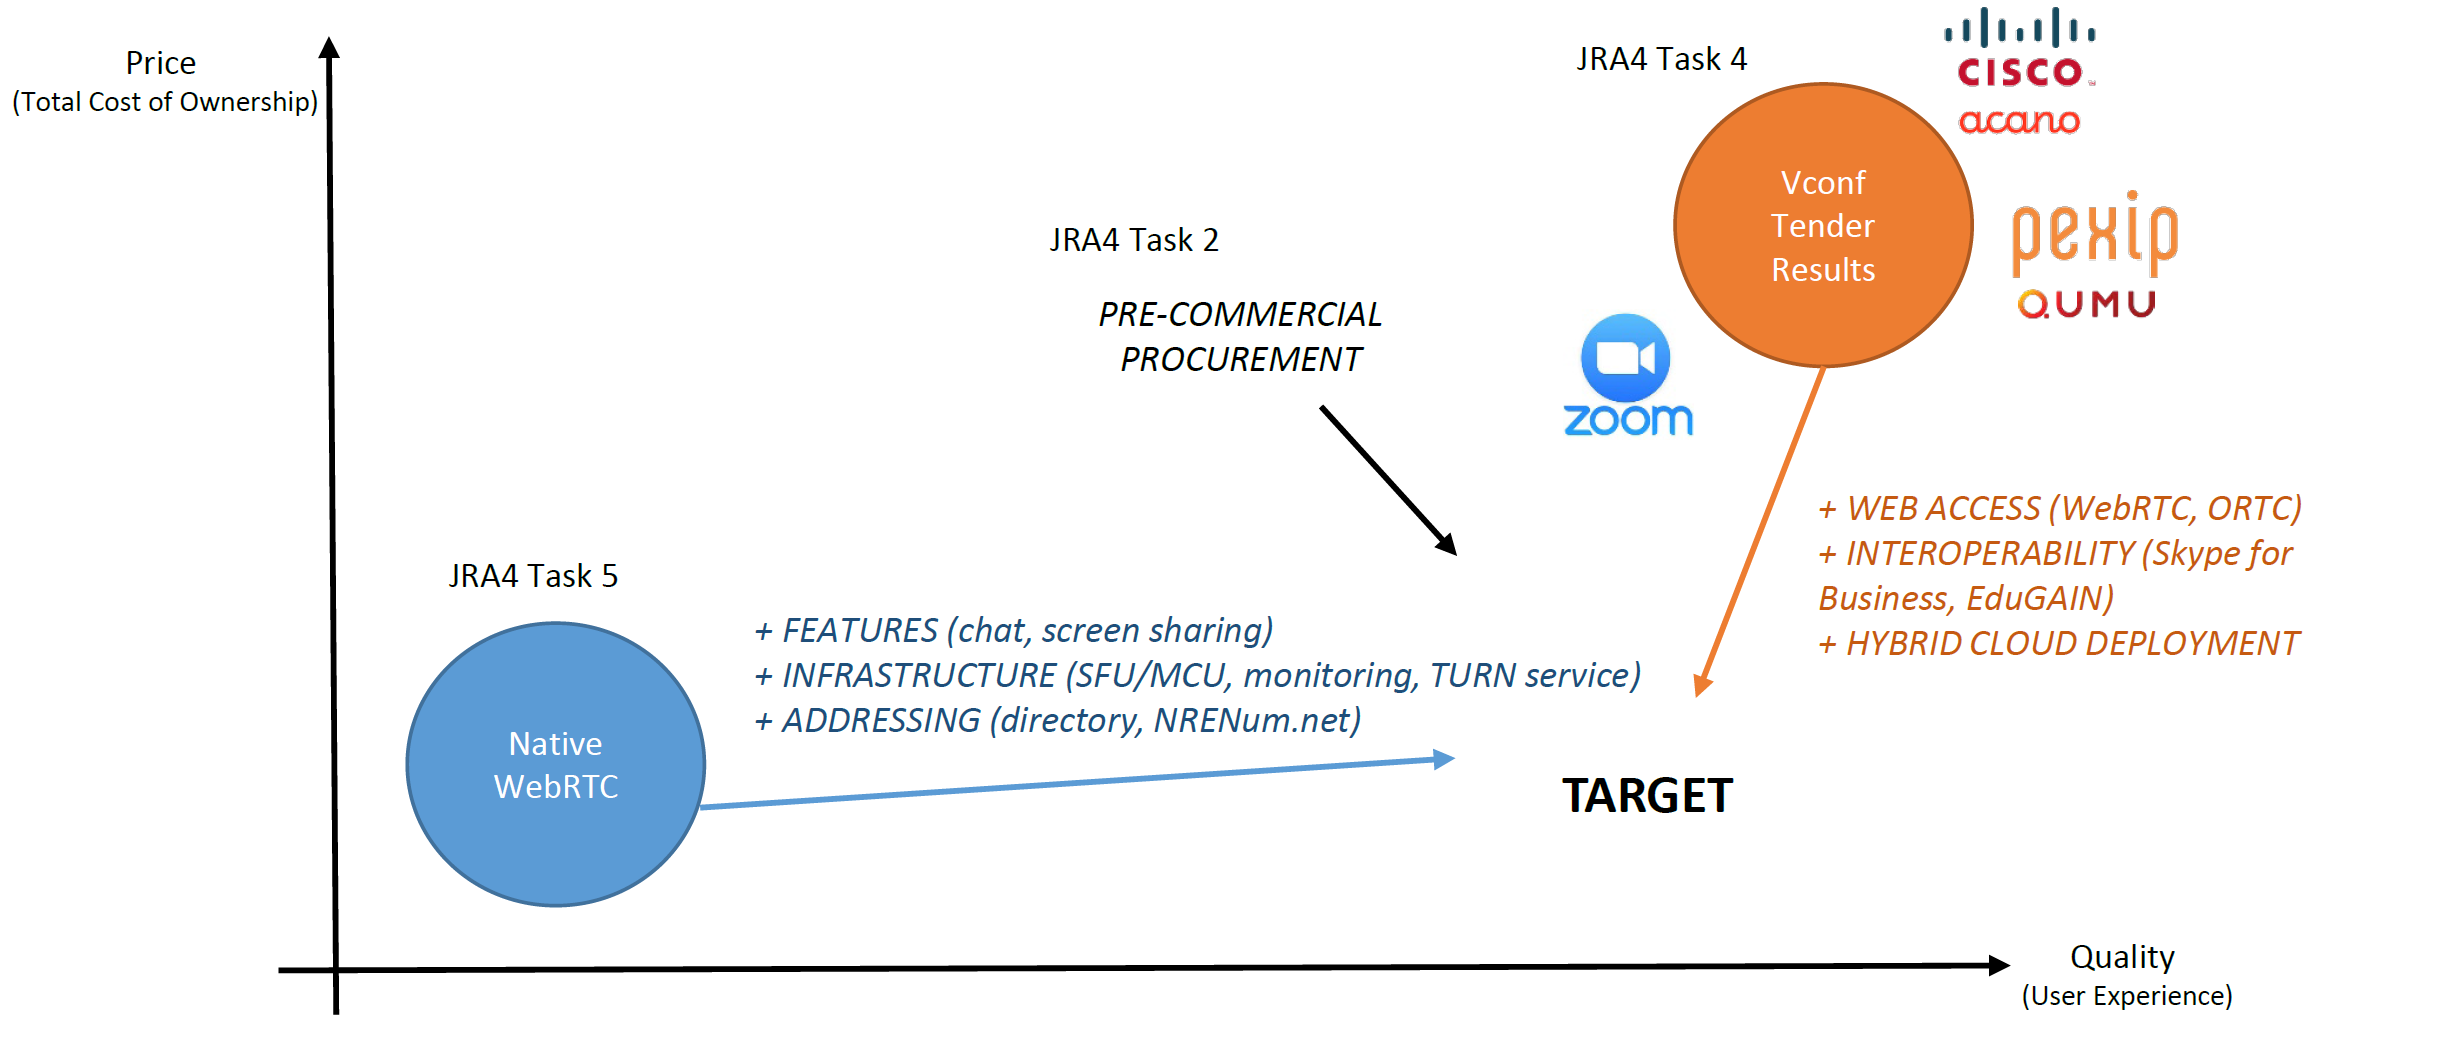 Price
(Total Cost of Ownership)
JRA4 Task 4
CISCO
™
acano
Vconf
Tender
Results
pexip
QUMU
JRA4 Task 2
PRE-COMMERCIAL
PROCUREMENT
zoom
+ WEB ACCESS (WebRTC, ORTC)
+ INTEROPERABILITY (Skype for
Business, EduGAIN)
+ HYBRID CLOUD DEPLOYMENT
JRA4 Task 5
Native
WebRTC
+ FEATURES (chat, screen sharing)
+ INFRASTRUCTURE (SFU/MCU, monitoring, TURN service)
+ ADDRESSING (directory, NRENum.net)
TARGET
Quality
(User Experience)